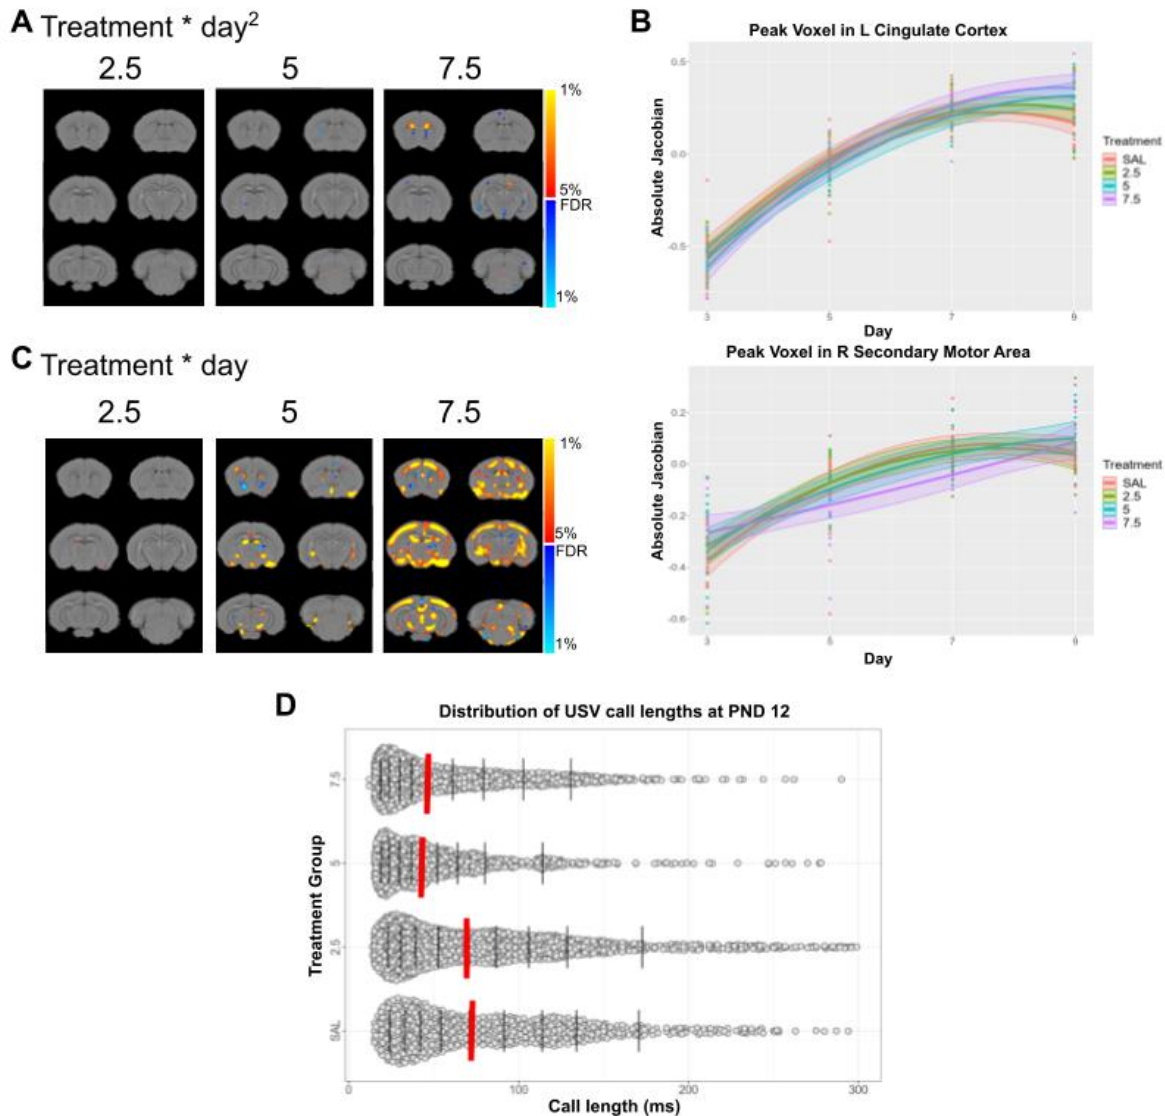 A Treatment * day²
2.5 5 7.5
1%
5%
FDR
1%
B
Peak Voxel in L Cingulate Cortex
Absolute Jacobian
0.5
0.0
-0.5
3 5 7 9
Day
Treatment
SAL
2.5
5
7.5
C Treatment * day
2.5 5 7.5
1%
5%
FDR
1%
Peak Voxel in R Secondary Motor Area
Absolute Jacobian
0.2
0.0
-0.2
-0.4
-0.6
3 5 7 9
Day
Treatment
SAL
2.5
5
7.5
D
Distribution of USV call lengths at PND 12
Treatment Group
7.5
5
2.5
SAL
0 100 200 300
Call length (ms)